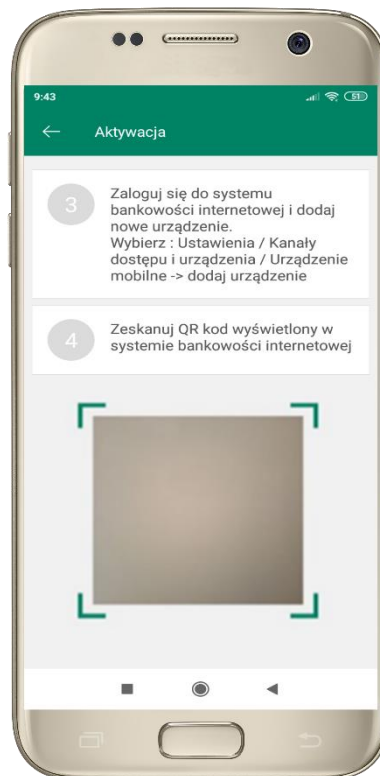 9:43
51
Aktywacja
3
Zaloguj się do systemu
bankowości internetowej i dodaj
nowe urządzenie.
Wybierz : Ustawienia / Kanały
dostępu i urządzenia / Urządzenie
mobilne -> dodaj urządzenie
4
Zeskanuj QR kod wyświetlony w
systemie bankowości internetowej